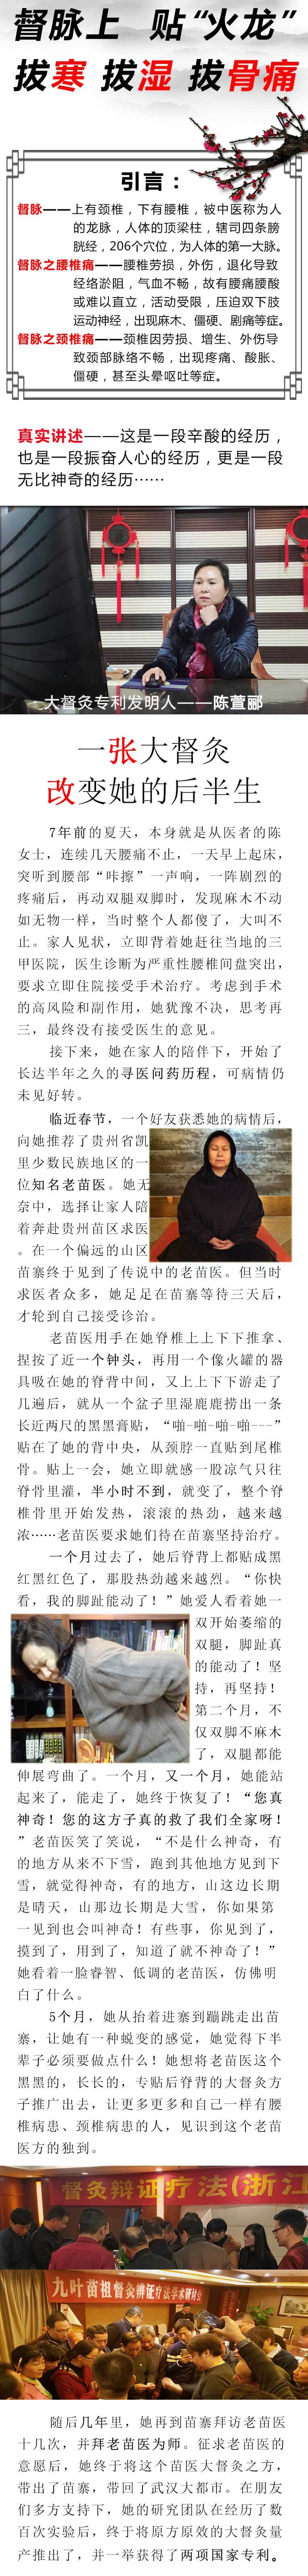 督脉上 贴“火龙”
拔寒 拔湿 拔骨痛
引言：
督脉——上有颈椎，下有腰椎，被中医称为人
的龙脉，人体的顶梁柱，辖司四条膀
胱经，206个穴位，为人体的第一大脉。
督脉之腰椎痛——腰椎劳损，外伤，退化导致
经络淤阻，气血不畅，故有腰痛腰酸
或难以直立，活动受限，压迫双下肢
运动神经，出现麻木、僵硬、剧痛等症。
督脉之颈椎痛——颈椎因劳损、增生、外伤导
致颈部脉络不畅，出现疼痛、酸胀、
僵硬，甚至头晕呕吐等症。
真实讲述——这是一段辛酸的经历，
也是一段振奋人心的经历，更是一段
无比神奇的经历……
大督灸专利发明人——陈萱郦
一张大督灸
改变她的后半生
7年前的夏天，本身就是从医者的陈
女士，连续几天腰痛不止，一天早上起床，
突听到腰部“咔擦”一声响，一阵剧烈的
疼痛后，再动双腿双脚时，发现麻木不动
如无物一样，当时整个人都傻了，大叫不
止。家人见状，立即背着她赶往当地的三
甲医院，医生诊断为严重性腰椎间盘突出，
要求立即住院接受手术治疗。考虑到手术
的高风险和副作用，她犹豫不决，思考再
三，最终没有接受医生的意见。
接下来，她在家人的陪伴下，开始了
长达半年之久的寻医问药历程，可病情仍
未见好转。
临近春节，一个好友获悉她的病情后，
向她推荐了贵州省凯
里少数民族地区的一
位知名老苗医。她无
奈中，选择让家人陪
着奔赴贵州苗区求医
。在一个偏远的山区
苗寨终于见到了传说中的老苗医。但当时
求医者众多，她足足在苗寨等待三天后，
才轮到自己接受诊治。
老苗医用手在她脊椎上上下下推拿、
捏按了近一个钟头，再用一个像火罐的器
具吸在她的脊背中间，又上上下下游走了
几遍后，就从一个盆子里湿鹿鹿捞出一条
长近两尺的黑黑膏贴，“啪-啪-啪-啪---”
贴在了她的背中央，从颈脖一直贴到尾椎
骨。贴上一会，她立即就感一股凉气只往
脊骨里灌，半小时不到，就变了，整个脊
椎骨里开始发热，滚滚的热劲，越来越
浓……老苗医要求她们待在苗寨坚持治疗。
一个月过去了，她后脊背上都贴成黑
红黑红色了，那股热劲越来越烈。“你快
看，我的脚趾能动了！”她爱人看着她一
双开始萎缩的
双腿，脚趾真
的能动了！坚
持，再坚持！
第二个月，不
仅双脚不麻木
了，双腿都能
伸展弯曲了。一个月，又一个月，她能站
起来了，能走了，她终于恢复了！“您真
神奇！您的这方子真的救了我们全家呀！
”老苗医笑了笑说，“不是什么神奇，有
的地方从来不下雪，跑到其他地方见到下
雪，就觉得神奇，有的地方，山这边长期
是晴天，山那边长期是大雪，你如果第
一见到也会叫神奇！有些事，你见到了，
摸到了，用到了，知道了就不神奇了！”
她看着一脸睿智、低调的老苗医，仿佛明
白了什么。
5个月，她从抬着进寨到蹦跳走出苗
寨，让她有一种蜕变的感觉，她觉得下半
辈子必须要做点什么！她想将老苗医这个
黑黑的，长长的，专贴后脊背的大督灸方
子推广出去，让更多更多和自己一样有腰
椎病患、颈椎病患的人，见识到这个老苗
医方的独到。
督灸辩证疗法(浙江
九叶苗祖督灸辩证疗法学术研讨会
随后几年里，她再到苗寨拜访老苗医
十几次，并拜老苗医为师。征求老苗医的
意愿后，她终于将这个苗医大督灸之方，
带出了苗寨，带回了武汉大都市。在朋友
们多方支持下，她的研究团队在经历了数
百次实验后，终于将原方原效的大督灸量
产推出了，并一举获得了两项国家专利。